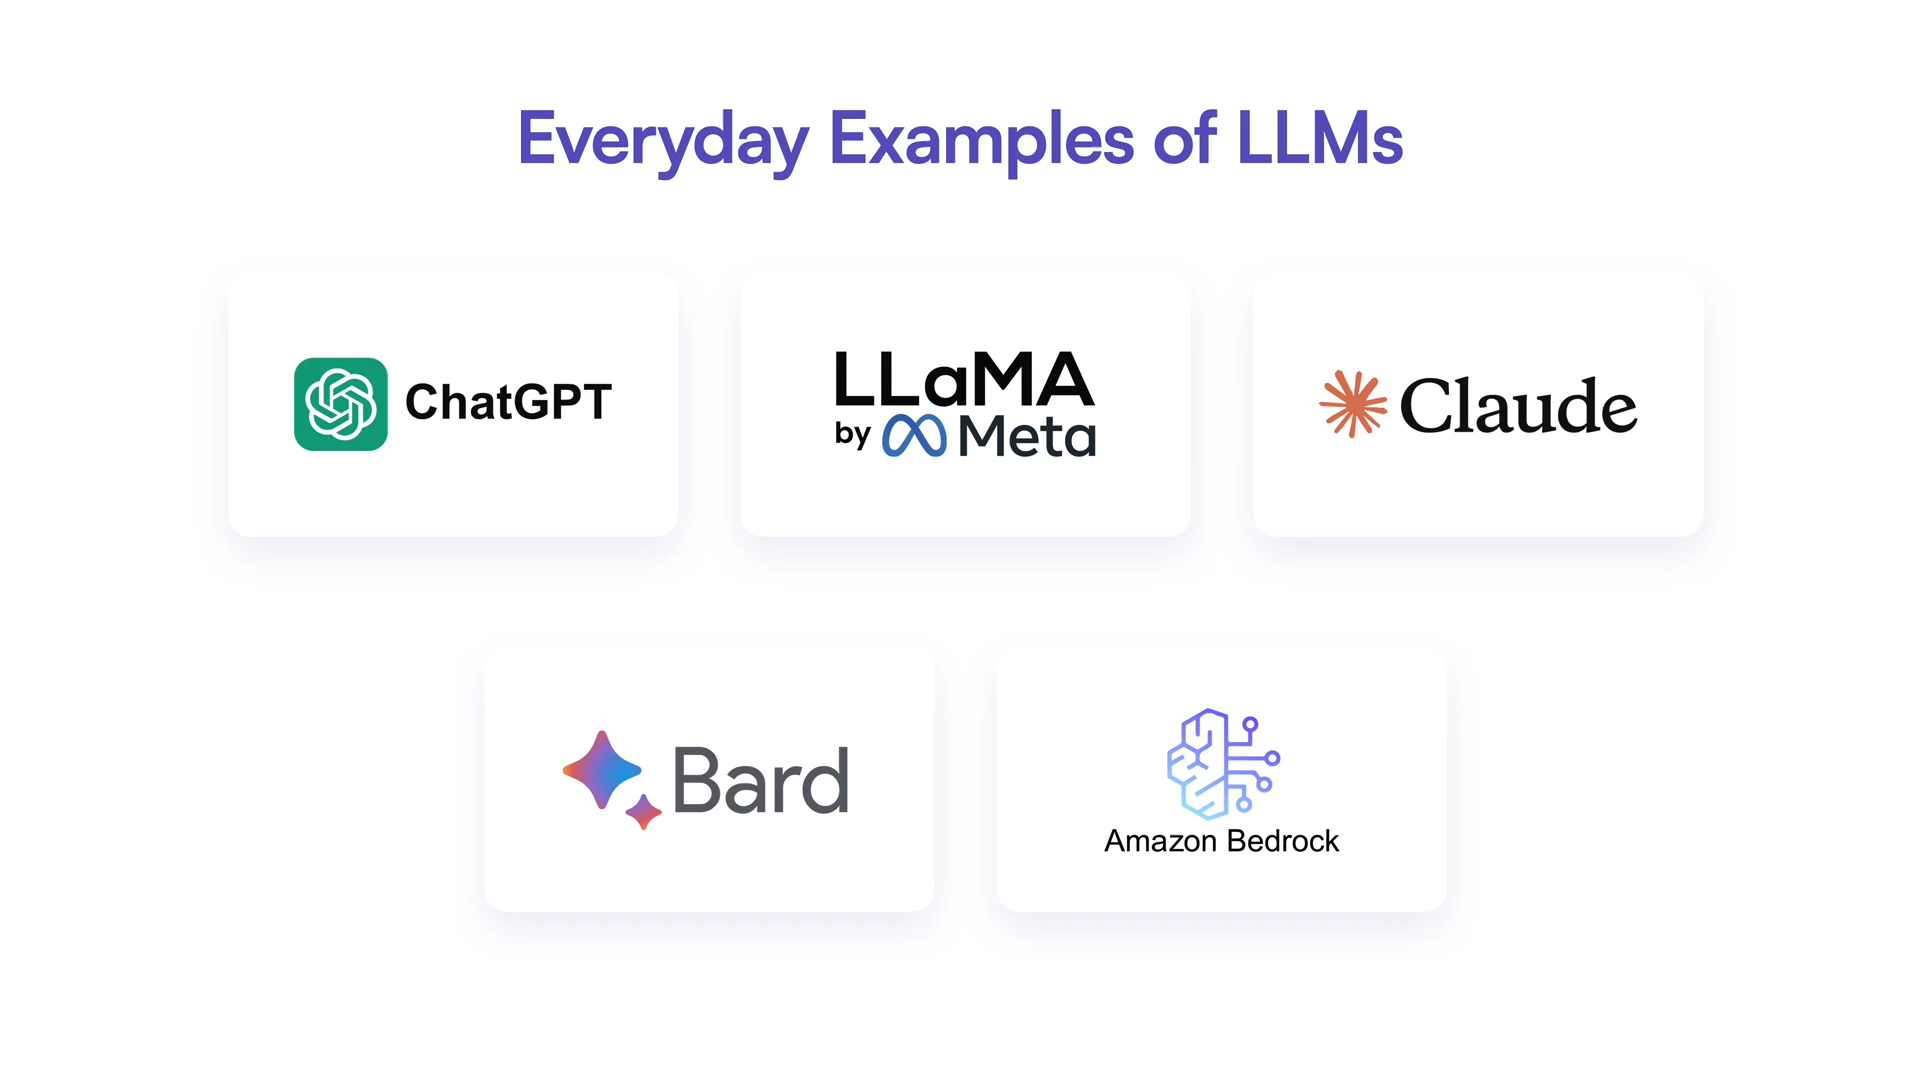 Everyday Examples of LLMs
ChatGPT
LLaMA
by Meta
Claude
Bard
Amazon Bedrock